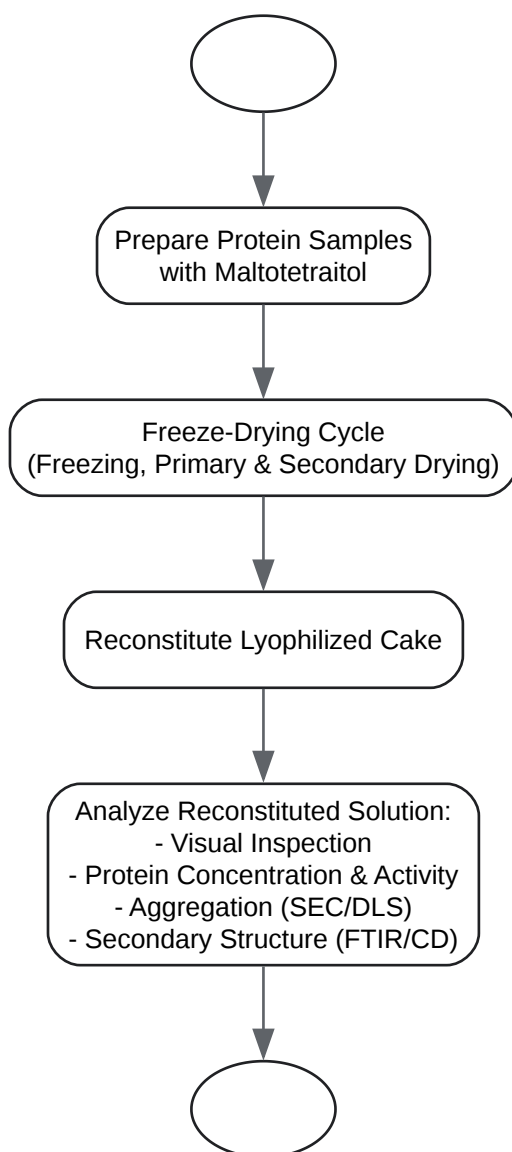 Prepare Protein Samples
with Maltotetraitol
Freeze-Drying Cycle
(Freezing, Primary & Secondary Drying)
Reconstitute Lyophilized Cake
Analyze Reconstituted Solution:
- Visual Inspection
- Protein Concentration & Activity
- Aggregation (SEC/DLS)
- Secondary Structure (FTIR/CD)